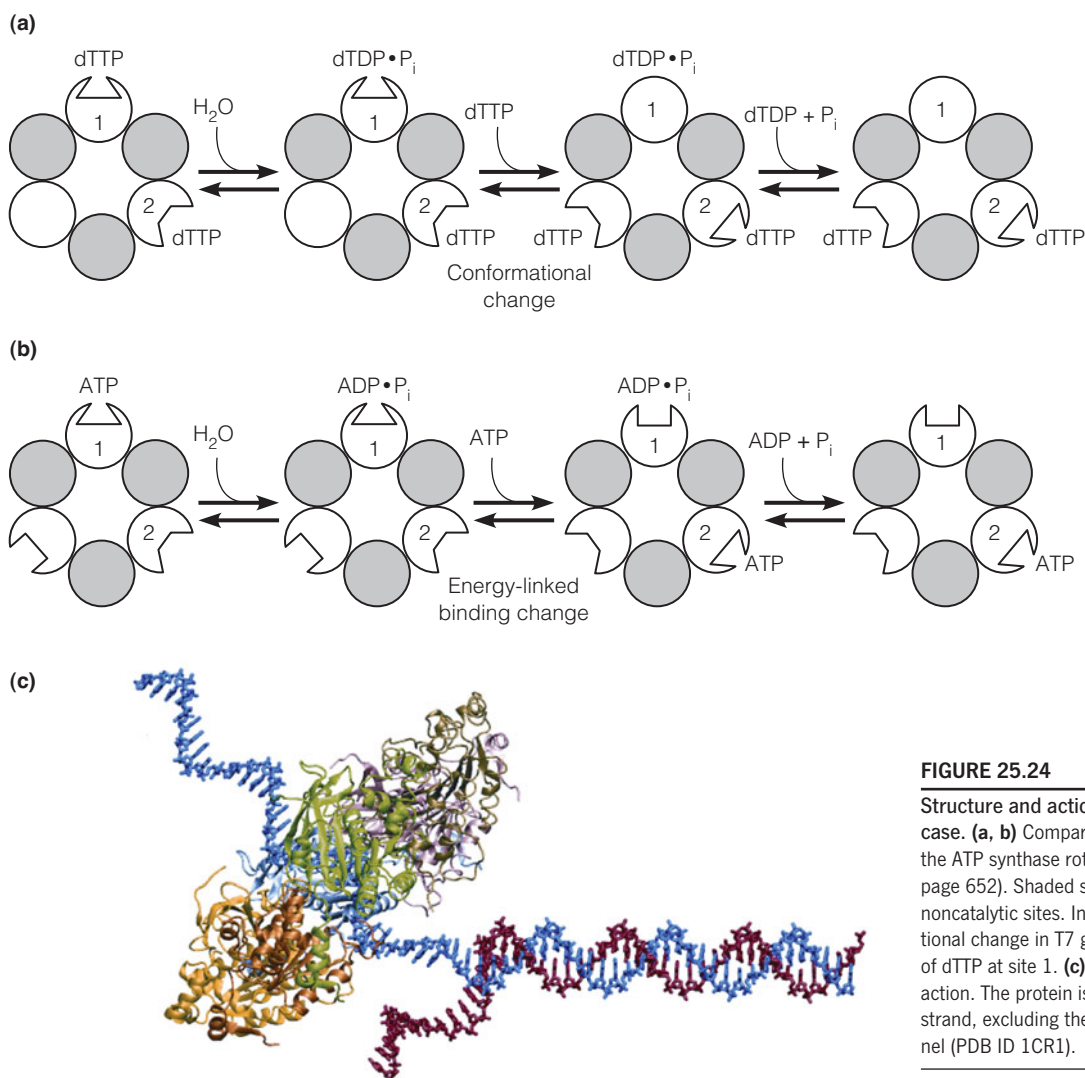 (a)
dTTP
dTDP•Pi
dTDP•Pi
H2O
dTTP
dTDP + Pi
1
1
1
1
2
2
2
2
dTTP
dTTP
dTTP
dTTP
dTTP
dTTP
Conformational
change
(b)
ATP
ADP•Pi
ADP•Pi
H2O
ATP
ADP + Pi
1
1
1
1
2
2
2
2
ATP
ATP
Energy-linked
binding change
(c)
FIGURE 25.24
Structure and actio
case. (a, b) Compar
the ATP synthase rot
page 652). Shaded s
noncatalytic sites. In
tional change in T7 g
of dTTP at site 1. (c)
action. The protein is
strand, excluding the
nel (PDB ID 1CR1).